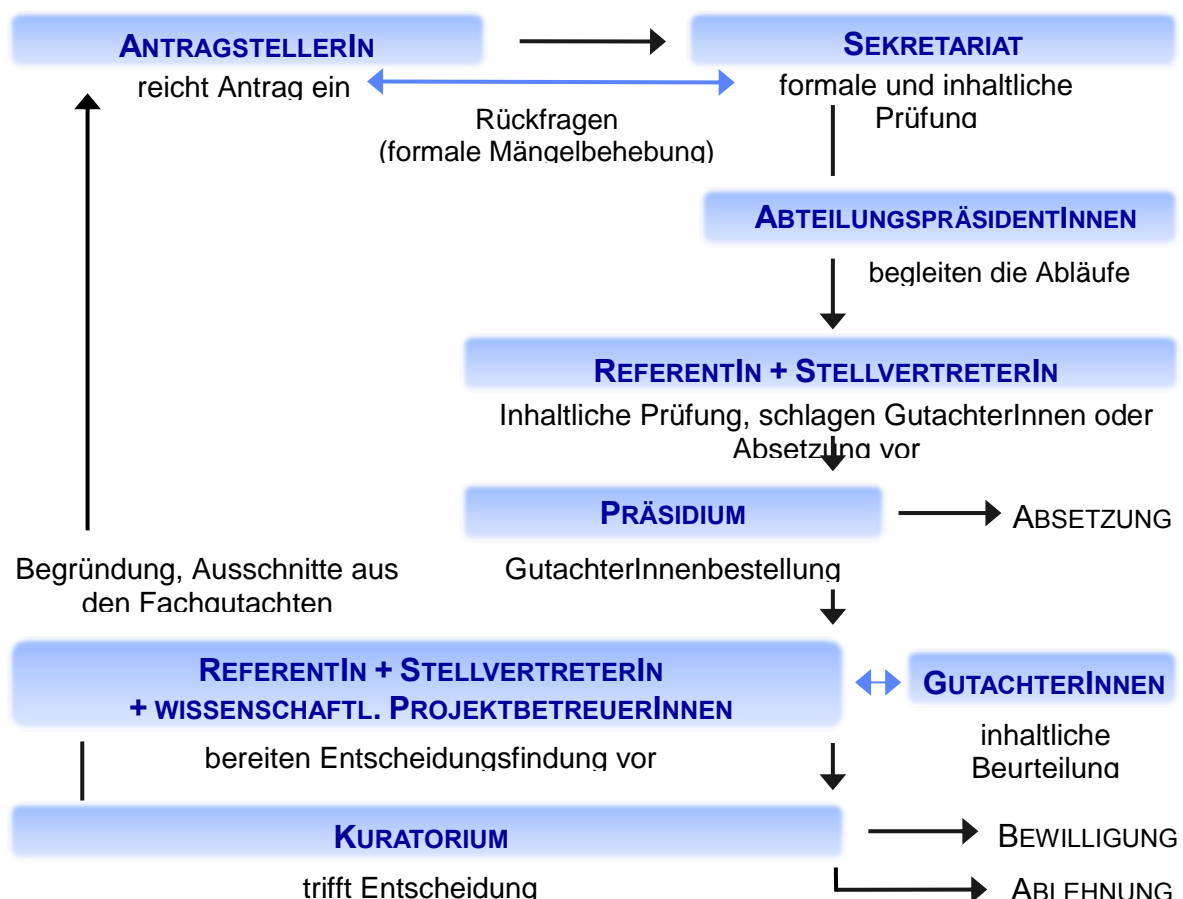 ANTRAGSTELLERIN
SEKRETARIAT
reicht Antrag ein
formale und inhaltliche
Prüfung
Rückfragen
(formale Mängelbehebung)
ABTEILUNGSPRÄSIDENTINNEN
begleiten die Abläufe
REFERENTIN + STELLVERTRETERIN
Inhaltliche Prüfung, schlagen GutachterInnen oder
Absetzung vor
PRÄSIDIUM
ABSETZUNG
Begründung, Ausschnitte aus
den Fachgutachten
GutachterInnenbestellung
REFERENTIN + STELLVERTRETERIN
+ WISSENSCHAFTL. PROJEKTBETREUERINNEN
GUTACHTERINNEN
bereiten Entscheidungsfindung vor
inhaltliche
Beurteilung
KURATORIUM
BEWILLIGUNG
trifft Entscheidung
ABLEHNUNG